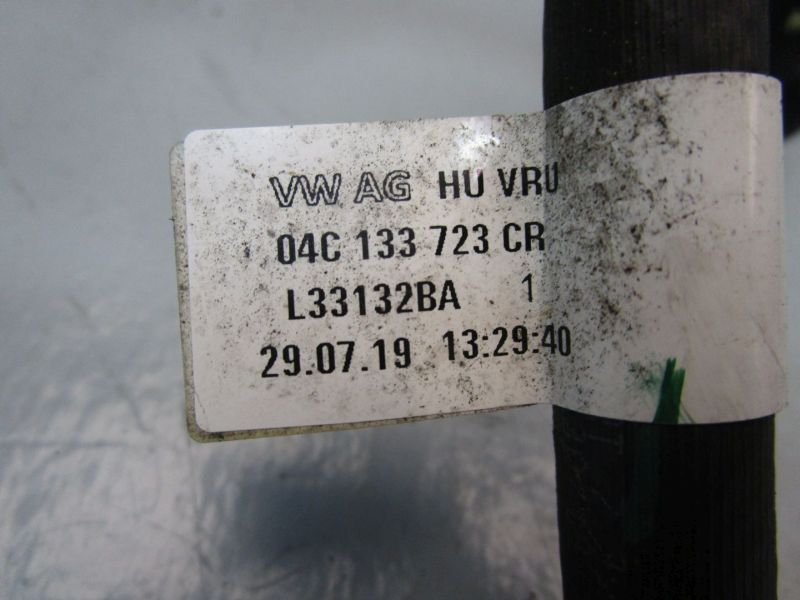 VW AG HU VRU
04C 133 723 CR
L33132BA 1
29.07.19 13:29:40